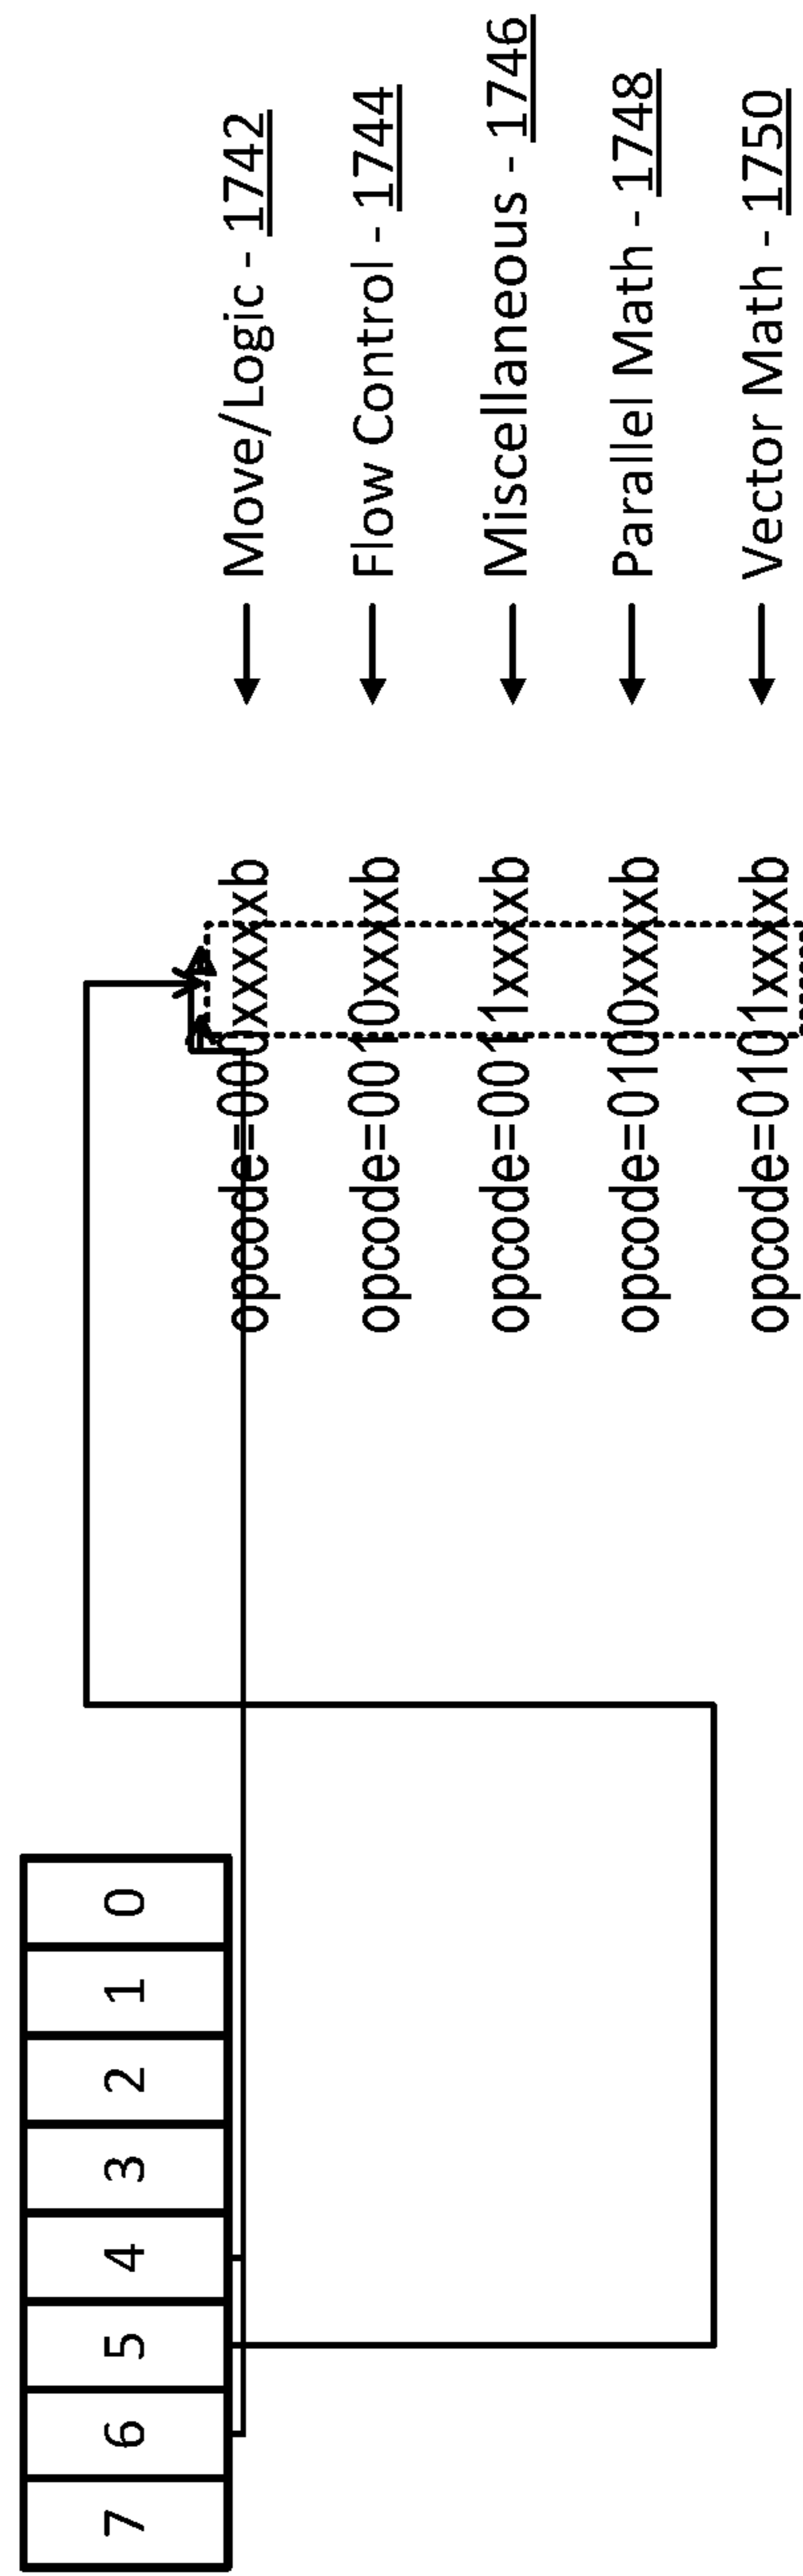 7 6 5 4 3 2 1 0
opcode=000xxxxxb ← Move/Logic - 1742
opcode=0010xxxxb ← Flow Control - 1744
opcode=0011xxxxb ← Miscellaneous - 1746
opcode=0100xxxxb ← Parallel Math - 1748
opcode=0101xxxxb ← Vector Math - 1750